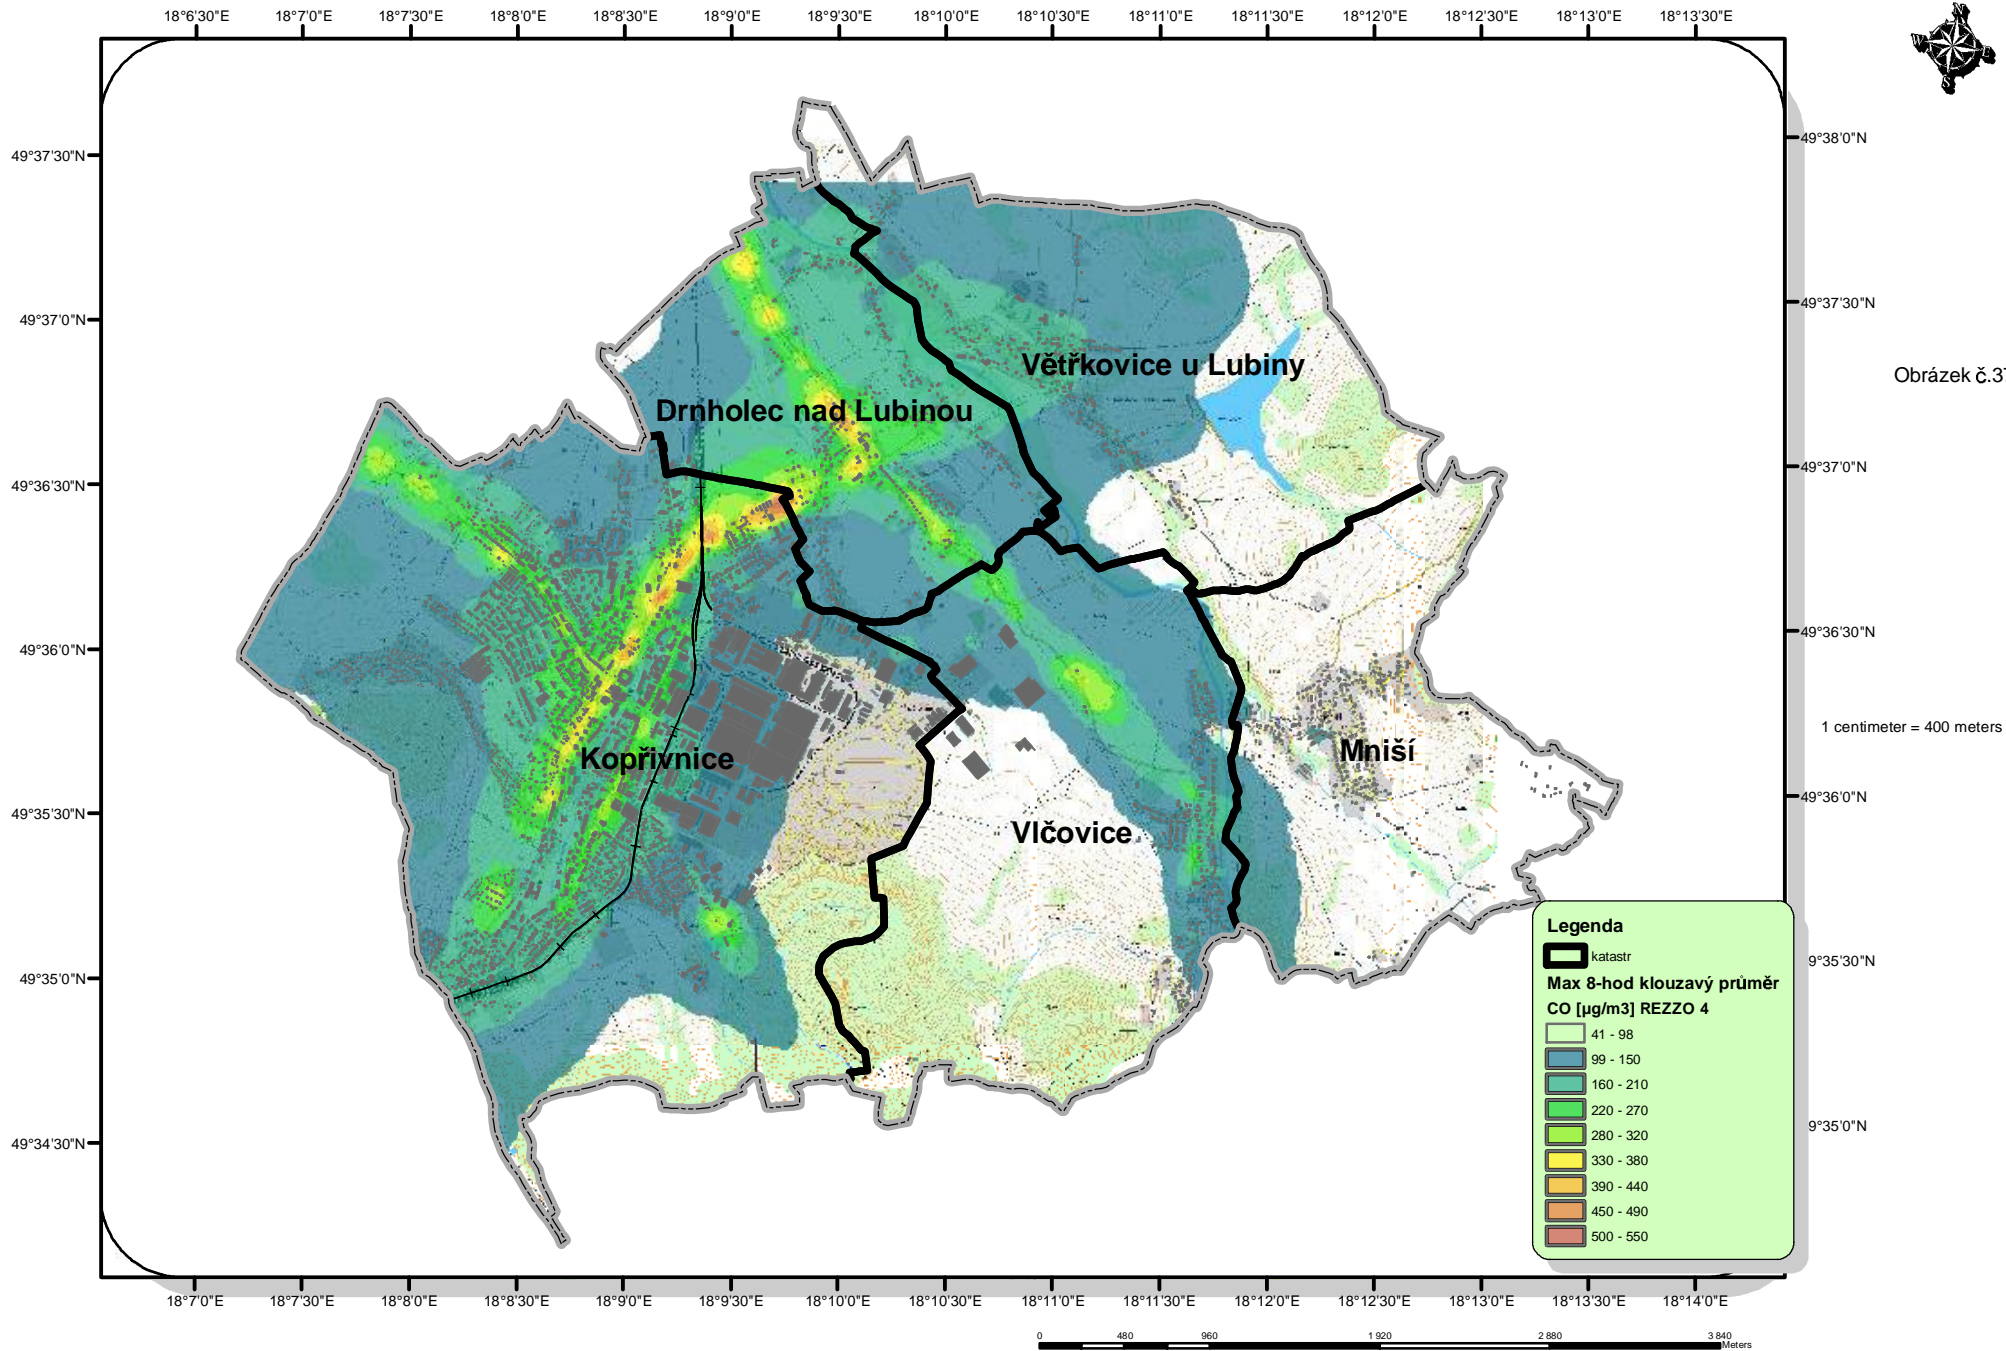 18°6'30"E 18°7'0"E 18°7'30"E 18°8'0"E 18°8'30"E 18°9'0"E 18°9'30"E 18°10'0"E 18°10'30"E 18°11'0"E 18°11'30"E 18°12'0"E 18°12'30"E 18°13'0"E 18°13'30"E
N
W E
S
49°38'0"N
49°37'30"N
49°37'30"N
49°37'0"N
Větřkovice u Lubiny
Obrázek č.37
Drnholec nad Lubinou
49°37'0"N
49°36'30"N
49°36'30"N
49°36'0"N
1 centimeter = 400 meters
Mniší
Kopřivnice
49°36'0"N
49°35'30"N
Vlčovice
Legenda
katastr
49°35'30"N
49°35'0"N
Max 8-hod klouzavý průměr
CO [µg/m3] REZZO 4
41 - 98
99 - 150
160 - 210
220 - 270
49°35'0"N
280 - 320
49°34'30"N
330 - 380
390 - 440
450 - 490
500 - 550
18°7'0"E 18°7'30"E 18°8'0"E 18°8'30"E 18°9'0"E 18°9'30"E 18°10'0"E 18°10'30"E 18°11'0"E 18°11'30"E 18°12'0"E 18°12'30"E 18°13'0"E 18°13'30"E 18°14'0"E
0 480 960 1 920 2 880 3 840
Meters